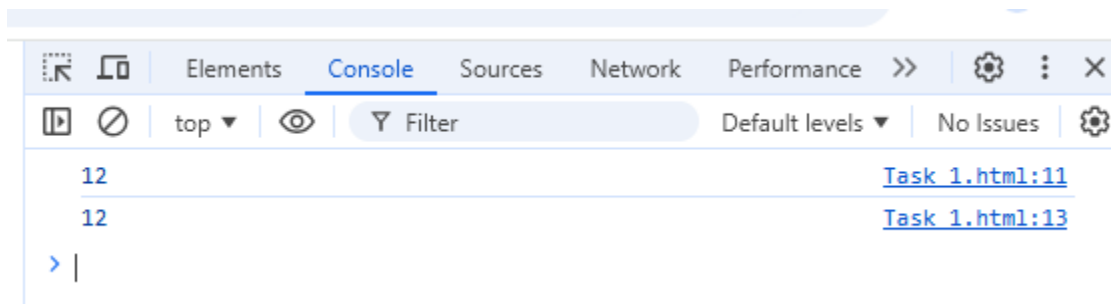 Elements Console Sources Network Performance
top Filter Default levels No Issues
12 Task 1.html:11
12 Task 1.html:13